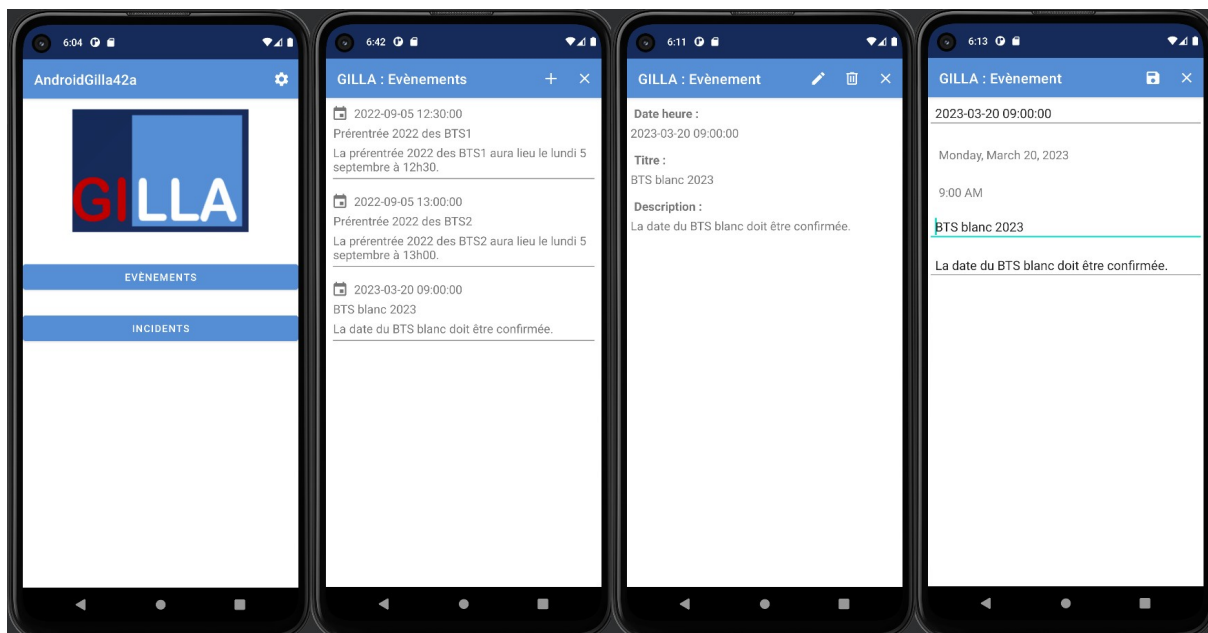 6:04
AndroidGilla42a
GILLA
EVÈNEMENTS
INCIDENTS
6:42
GILLA : Evènements
2022-09-05 12:30:00
Prérentrée 2022 des BTS1
La prérentrée 2022 des BTS1 aura lieu le lundi 5
septembre à 12h30.
2022-09-05 13:00:00
Prérentrée 2022 des BTS2
La prérentrée 2022 des BTS2 aura lieu le lundi 5
septembre à 13h00.
2023-03-20 09:00:00
BTS blanc 2023
La date du BTS blanc doit être confirmée.
6:11
GILLA : Evènement
Date heure :
2023-03-20 09:00:00
Titre :
BTS blanc 2023
Description :
La date du BTS blanc doit être confirmée.
6:13
GILLA : Evènement
2023-03-20 09:00:00
Monday, March 20, 2023
9:00 AM
BTS blanc 2023
La date du BTS blanc doit être confirmée.